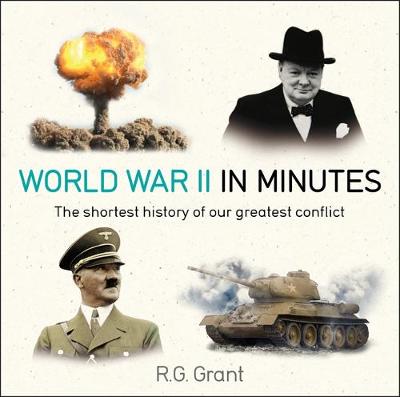 WORLD WAR II IN MINUTES
The shortest history of our greatest conflict
R.G. Grant